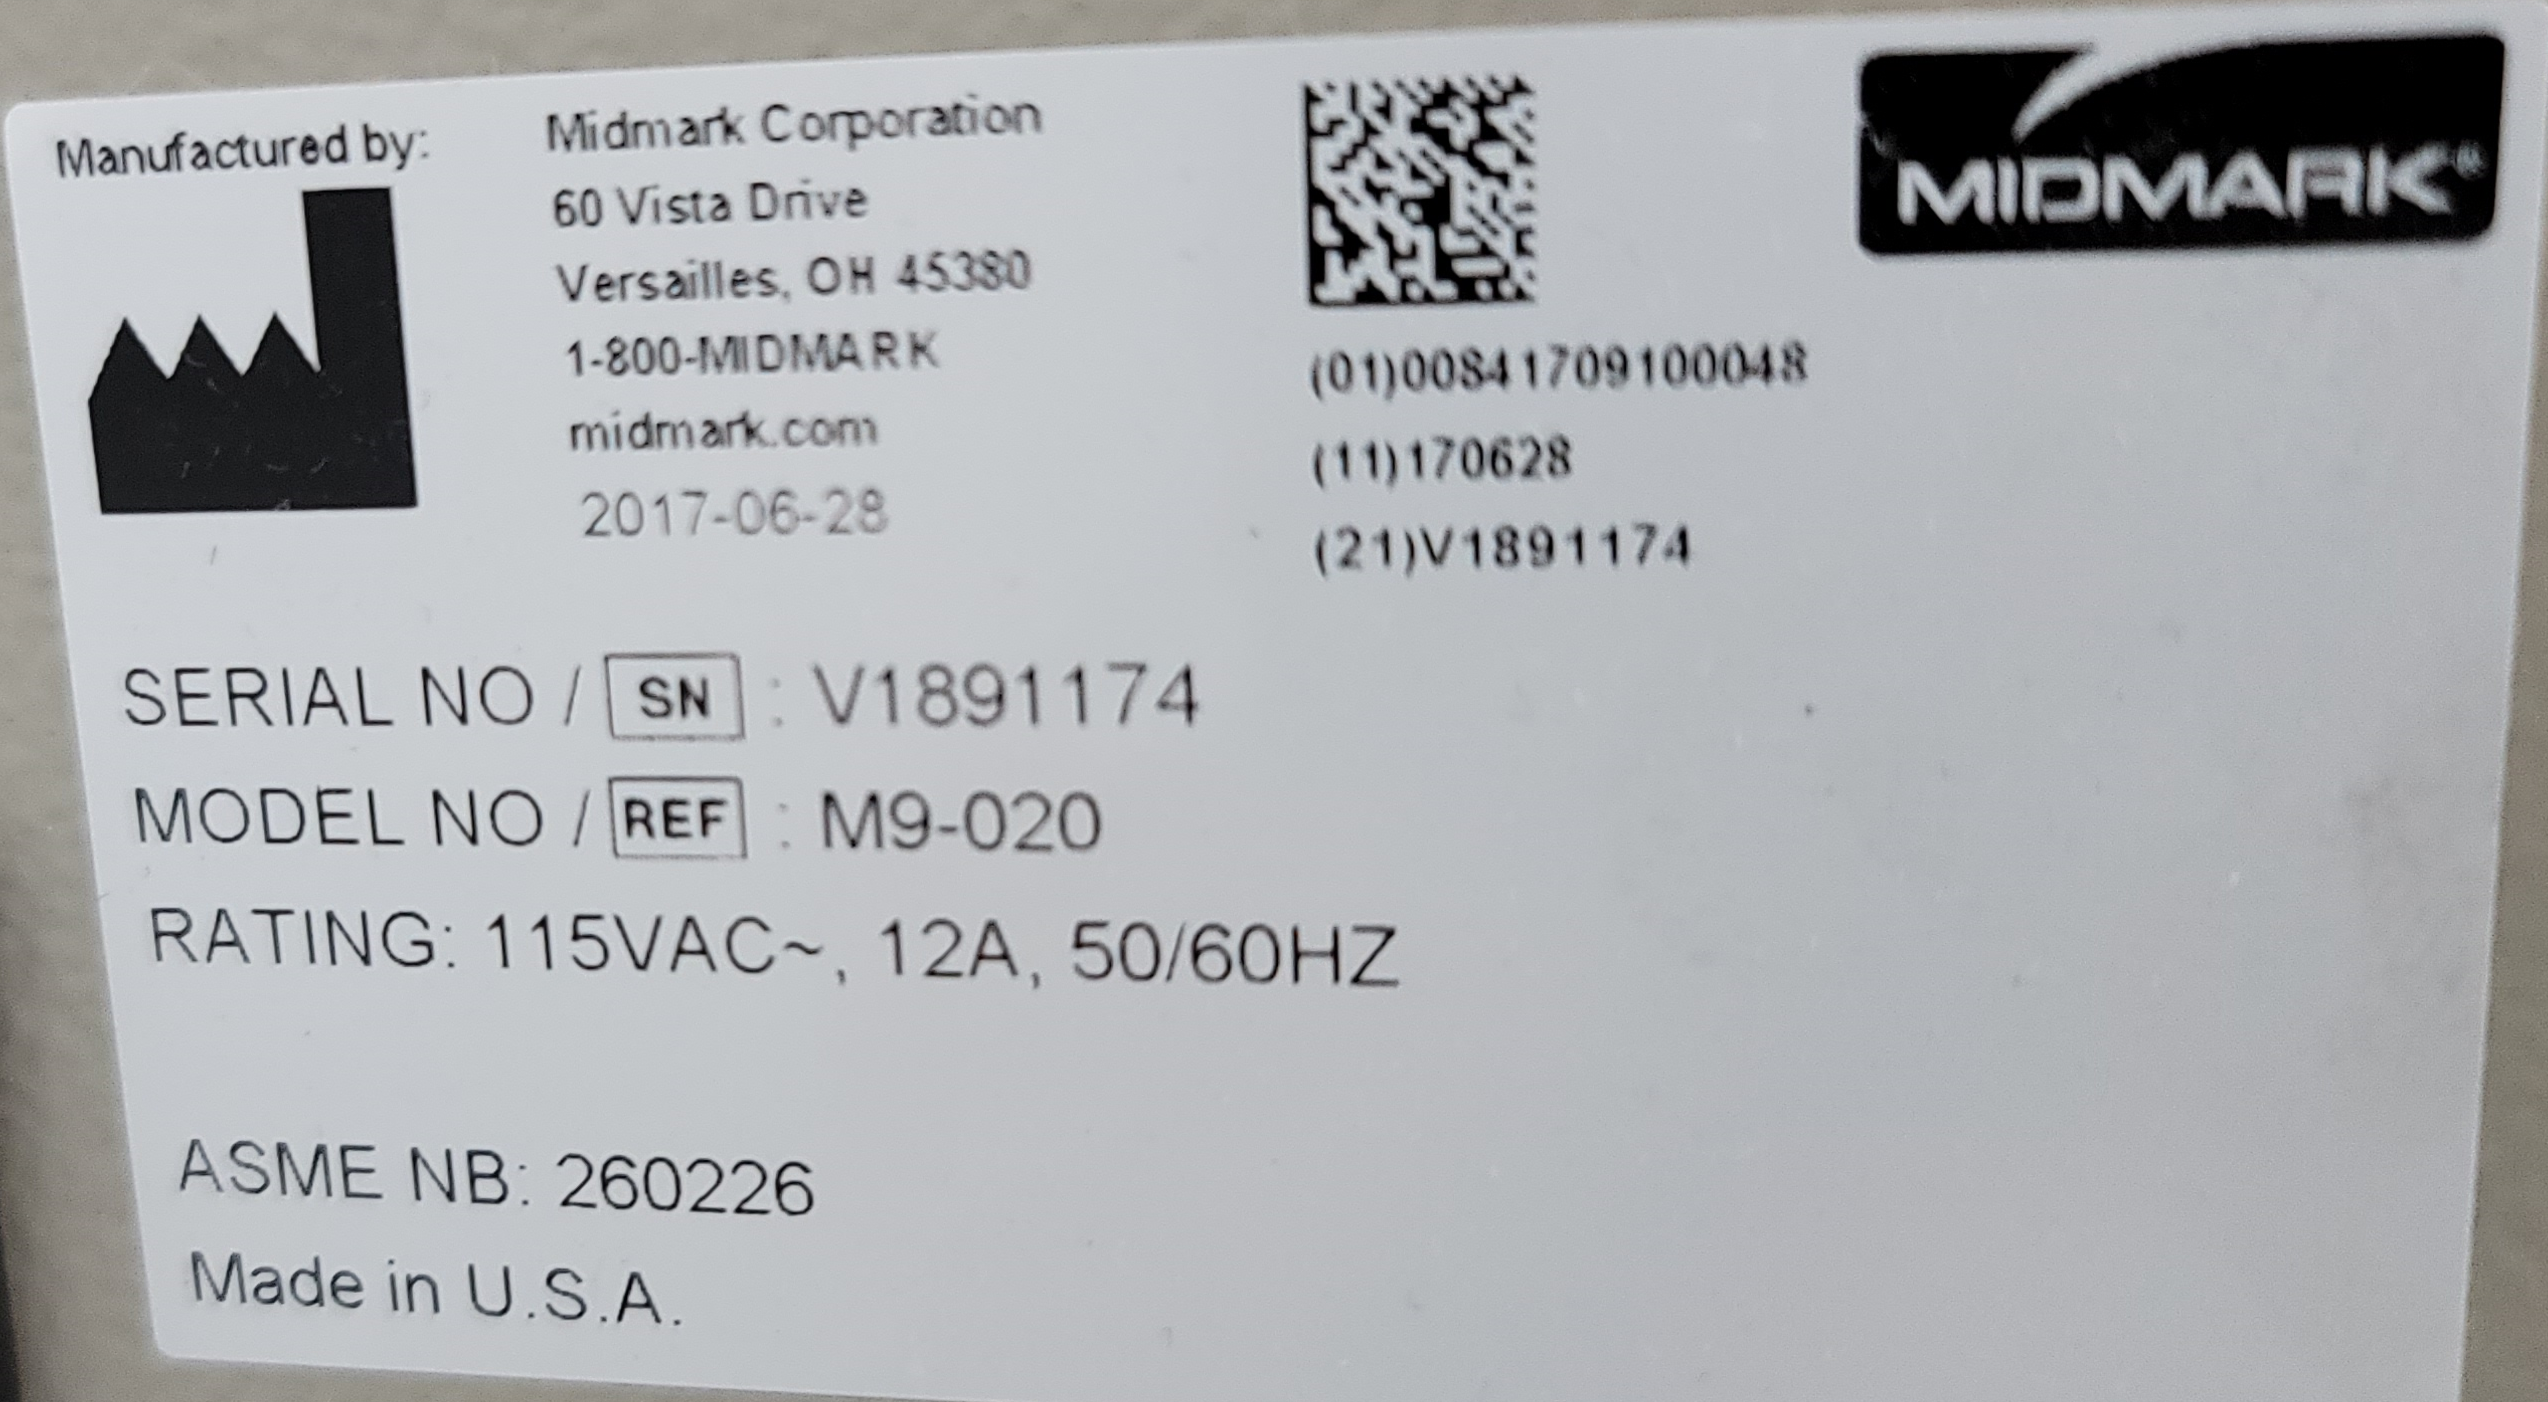 Manufactured by:
Midmark Corporation
60 Vista Drive
Versailles, OH 45380
1-800-MIDMARK
midmark.com
2017-06-28
(01)00841709100048
(11)170628
(21)V1891174
MIDMARK®
SERIAL NO / SN : V1891174
MODEL NO / REF : M9-020
RATING: 115VAC~, 12A, 50/60HZ
ASME NB: 260226
Made in U.S.A.